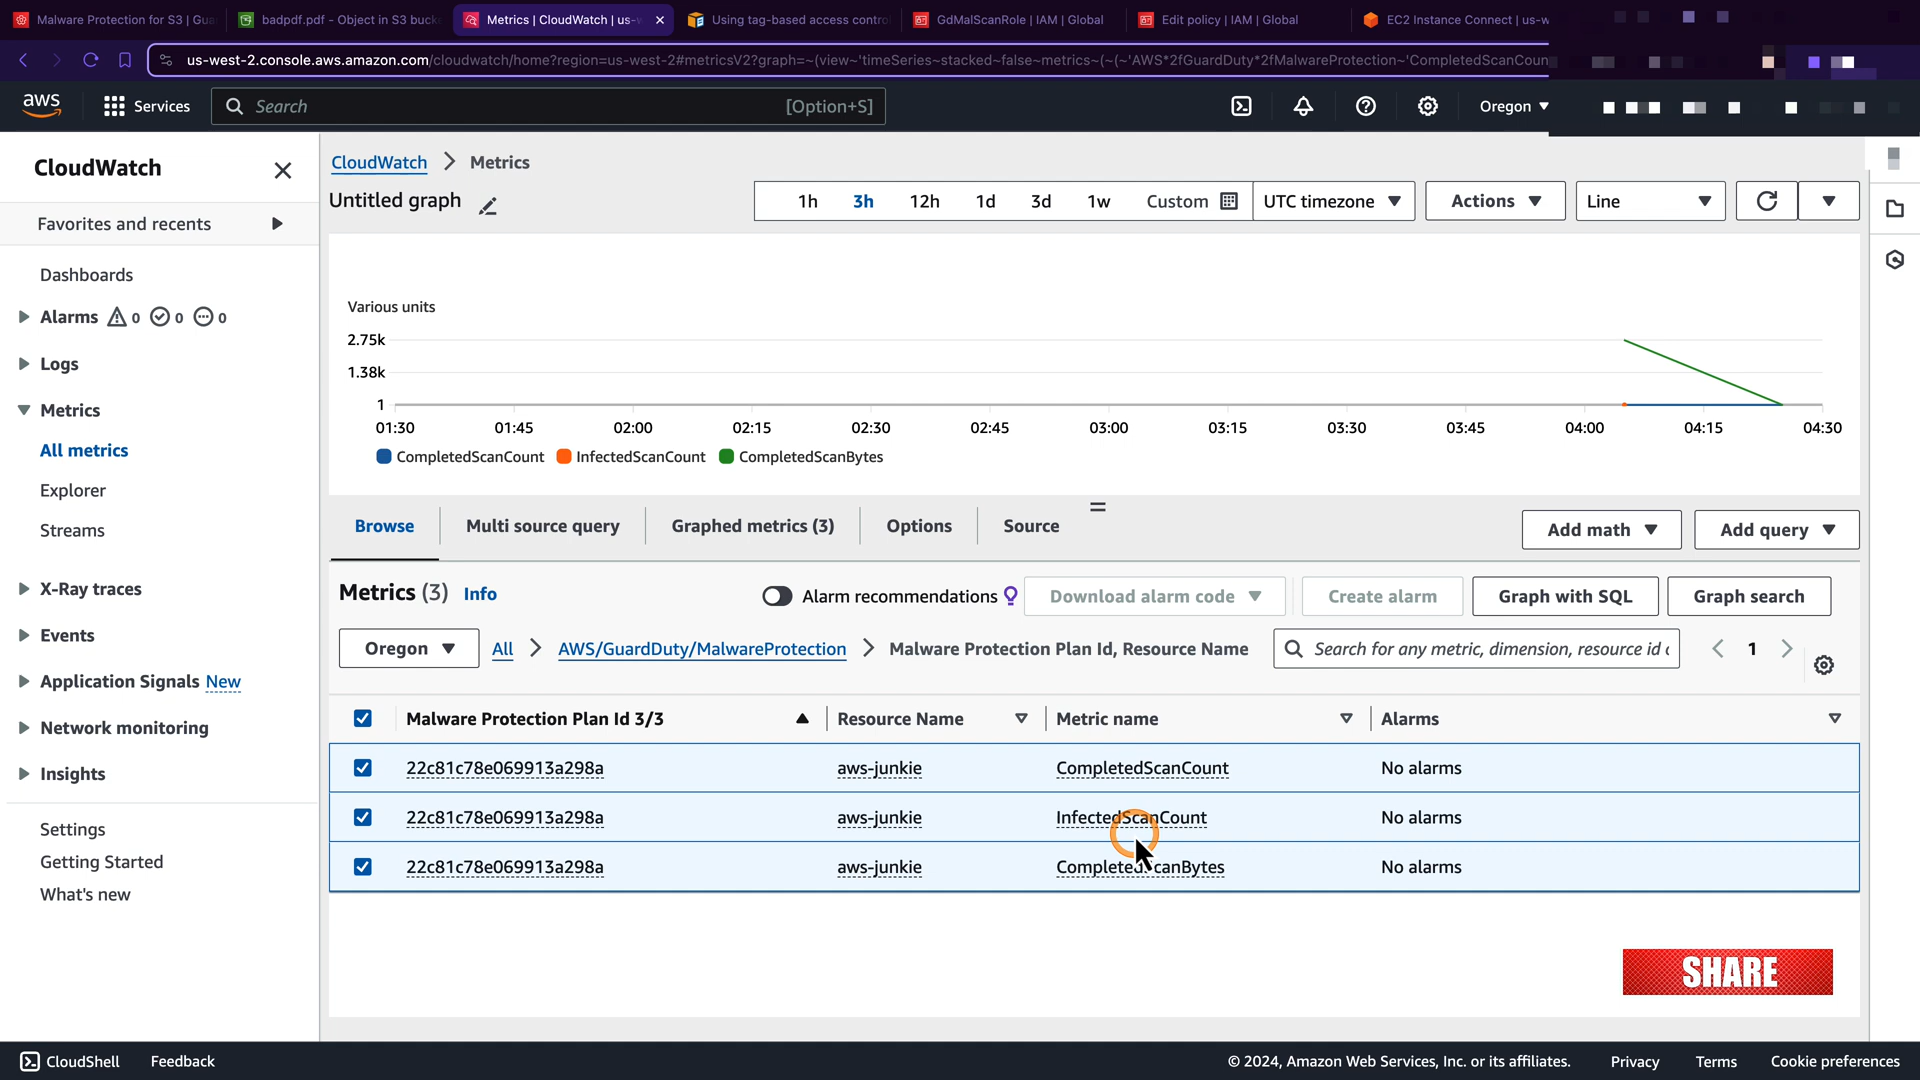 Malware Protection for S3 | Gua
badpdf.pdf - Object in S3 buck
Metrics | CloudWatch | us-w
Using tag-based access contro
GdMalScanRole | IAM | Global
Edit policy | IAM | Global
EC2 Instance Connect | us-w
us-west-2.console.aws.amazon.com/cloudwatch/home?region=us-west-2#metricsV2?graph=~(view~'timeSeries~stacked~false~metrics~(~(~'AWS*2fGuardDuty*2fMalwareProtection~'CompletedScanCoun
aws
Services
Search
[Option+S]
Oregon
CloudWatch
Favorites and recents
Dashboards
Alarms 0 0 0
Logs
Metrics
All metrics
Explorer
Streams
X-Ray traces
Events
Application Signals New
Network monitoring
Insights
Settings
Getting Started
What's new
CloudWatch > Metrics
Untitled graph
1h 3h 12h 1d 3d 1w Custom
UTC timezone
Actions
Line
Various units
2.75k
1.38k
1
01:30 01:45 02:00 02:15 02:30 02:45 03:00 03:15 03:30 03:45 04:00 04:15 04:30
CompletedScanCount InfectedScanCount CompletedScanBytes
Browse Multi source query Graphed metrics (3) Options Source
Add math
Add query
Metrics (3) Info
Alarm recommendations
Download alarm code
Create alarm
Graph with SQL
Graph search
Oregon
All > AWS/GuardDuty/MalwareProtection > Malware Protection Plan Id, Resource Name
Search for any metric, dimension, resource id
1
Malware Protection Plan Id 3/3 Resource Name Metric name Alarms
22c81c78e069913a298a aws-junkie CompletedScanCount No alarms
22c81c78e069913a298a aws-junkie InfectedScanCount No alarms
22c81c78e069913a298a aws-junkie CompletedScanBytes No alarms
SHARE
CloudShell Feedback
© 2024, Amazon Web Services, Inc. or its affiliates. Privacy Terms Cookie preferences